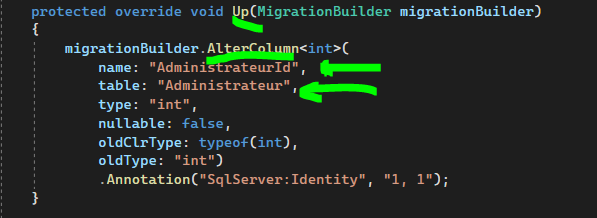 protected override void Up(MigrationBuilder migrationBuilder)
{
migrationBuilder.AlterColumn<int>(
name: "AdministrateurId",
table: "Administrateur",
type: "int",
nullable: false,
oldClrType: typeof(int),
oldType: "int")
.Annotation("SqlServer:Identity", "1, 1");
}